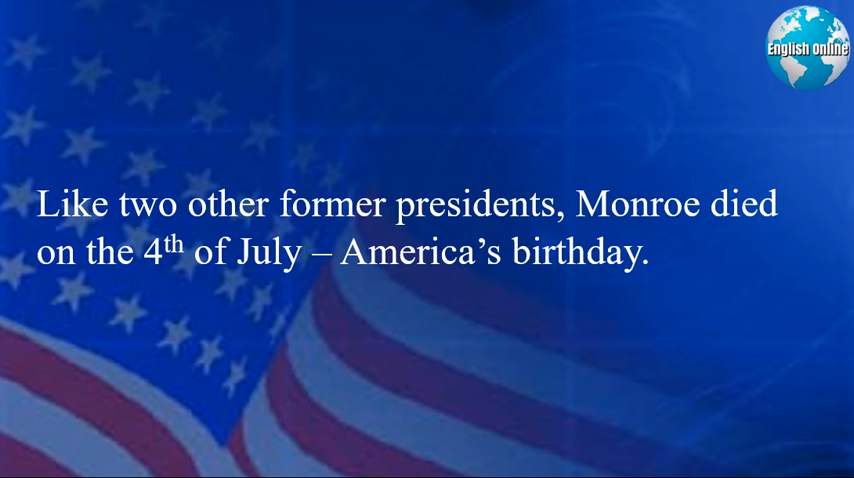 English Online
Like two other former presidents, Monroe died
on the 4th of July – America’s birthday.